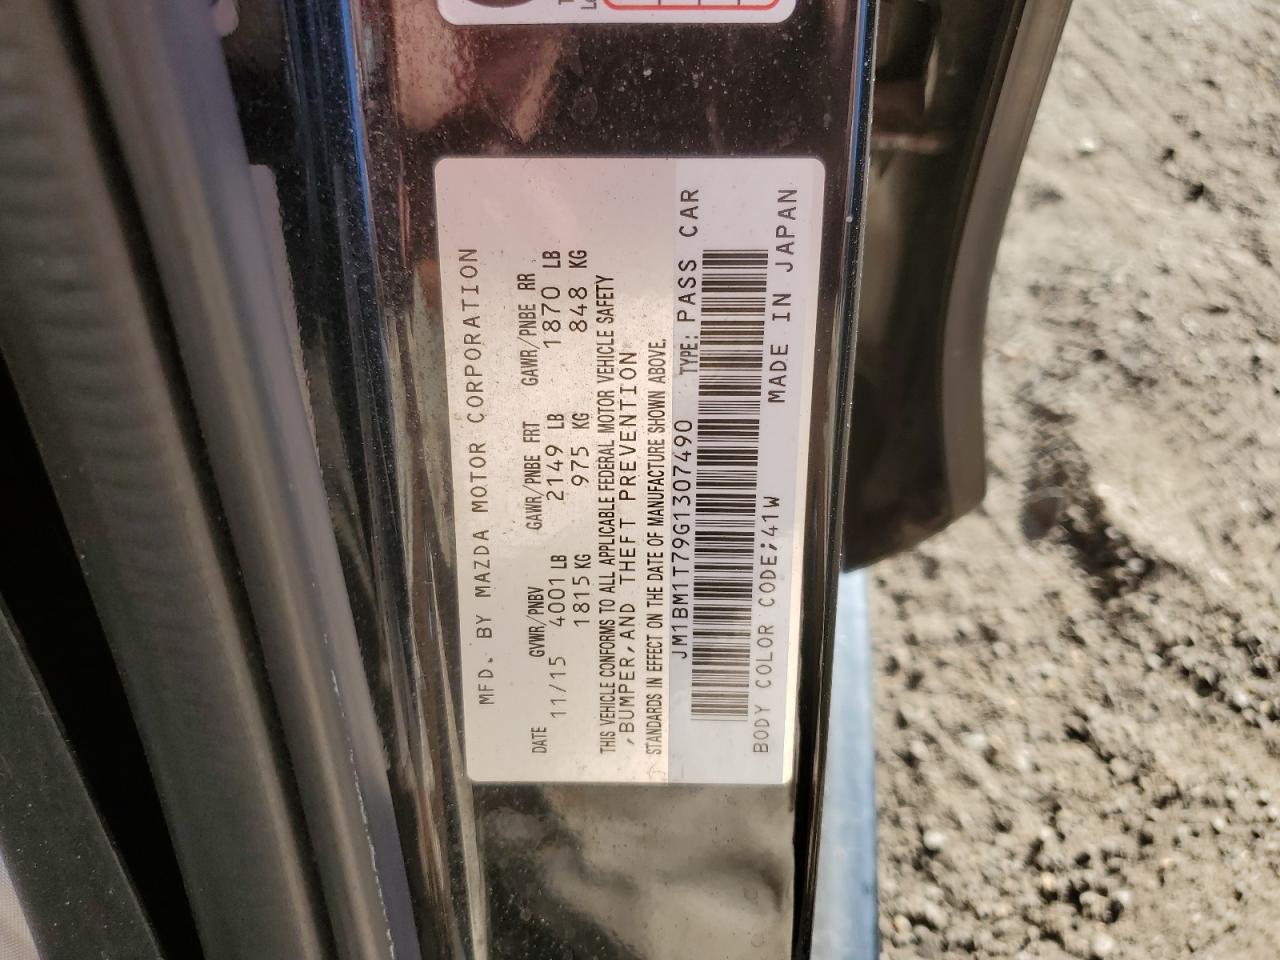 MFD. BY MAZDA MOTOR CORPORATION
DATE GVWR/PNBV GAWR/PNBE FRT GAWR/PNBE RR
11/15 4001 LB 2149 LB 1870 LB
1815 KG 975 KG 848 KG
THIS VEHICLE CONFORMS TO ALL APPLICABLE FEDERAL MOTOR VEHICLE SAFETY
,BUMPER,AND THEFT PREVENTION
STANDARDS IN EFFECT ON THE DATE OF MANUFACTURE SHOWN ABOVE.
JM1BM1T79G1307490 TYPE: PASS CAR
BODY COLOR CODE;41W MADE IN JAPAN